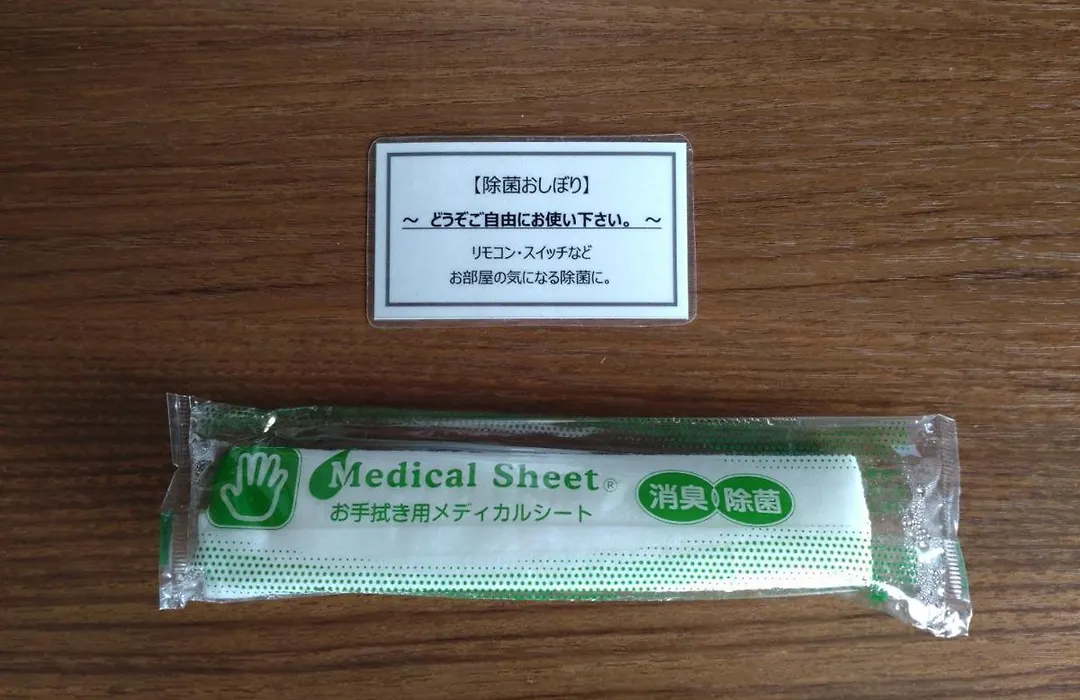 【除菌おしぼり】
～ どうぞご自由にお使い下さい。 ～
リモコン・スイッチなど
お部屋の気になる除菌に。
Medical Sheet®
お手拭き用メディカルシート
消臭 除菌